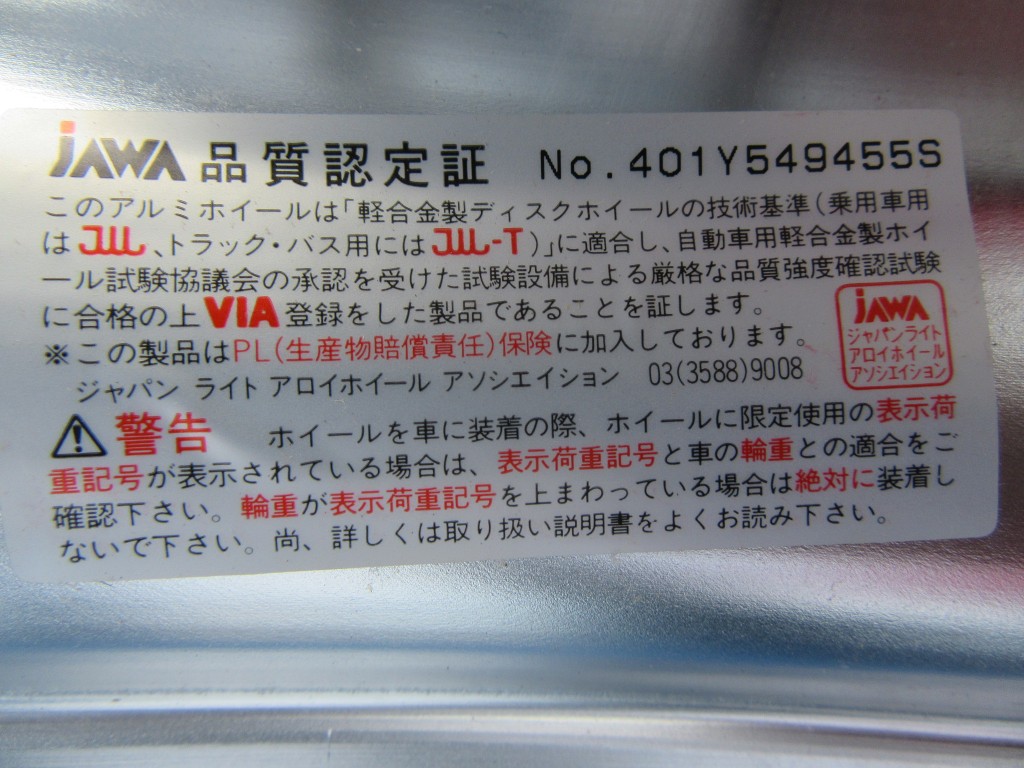 JAWA 品質認定証 No.401Y549455S
このアルミホイールは「軽合金製ディスクホイールの技術基準(乗用車用
はJWL、トラック・バス用にはJWL-T)」に適合し、自動車用軽合金製ホイ
ール試験協議会の承認を受けた試験設備による厳格な品質強度確認試験
に合格の上VIA登録をした製品であることを証します。
※この製品はPL(生産物賠償責任)保険に加入しております。
ジャパン ライト アロイホイール アソシエイション 03(3588)9008
JAWA
ジャパンライト
アロイホイール
アソシエイション
警告 ホイールを車に装着の際、ホイールに限定使用の表示荷
重記号が表示されている場合は、表示荷重記号と車の輪重との適合をご
確認下さい。輪重が表示荷重記号を上まわっている場合は絶対に装着し
ないで下さい。尚、詳しくは取り扱い説明書をよくお読み下さい。